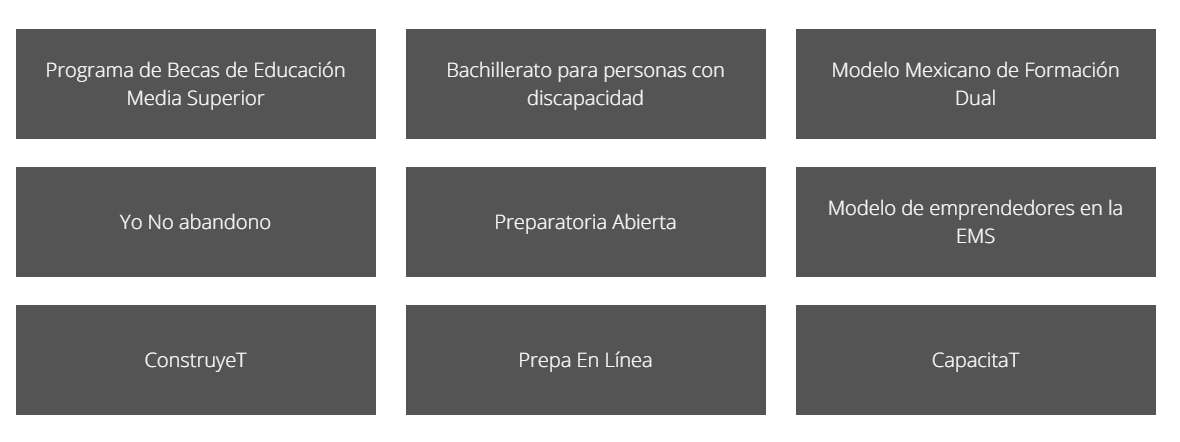 Programa de Becas de Educación
Media Superior
Bachillerato para personas con
discapacidad
Modelo Mexicano de Formación
Dual
Yo No abandono
Preparatoria Abierta
Modelo de emprendedores en la
EMS
ConstruyeT
Prepa En Línea
CapacitaT